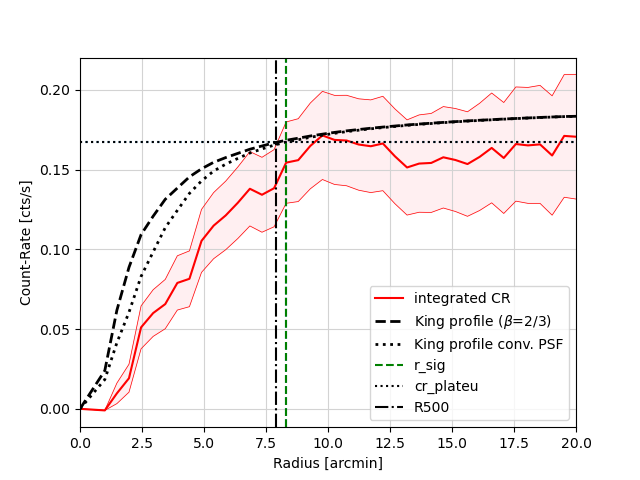 0.20
0.15
0.10
0.05
0.00
Count-Rate [cts/s]
integrated CR
King profile (β=2/3)
King profile conv. PSF
r_sig
cr_plateu
R500
0.0 2.5 5.0 7.5 10.0 12.5 15.0 17.5 20.0
Radius [arcmin]